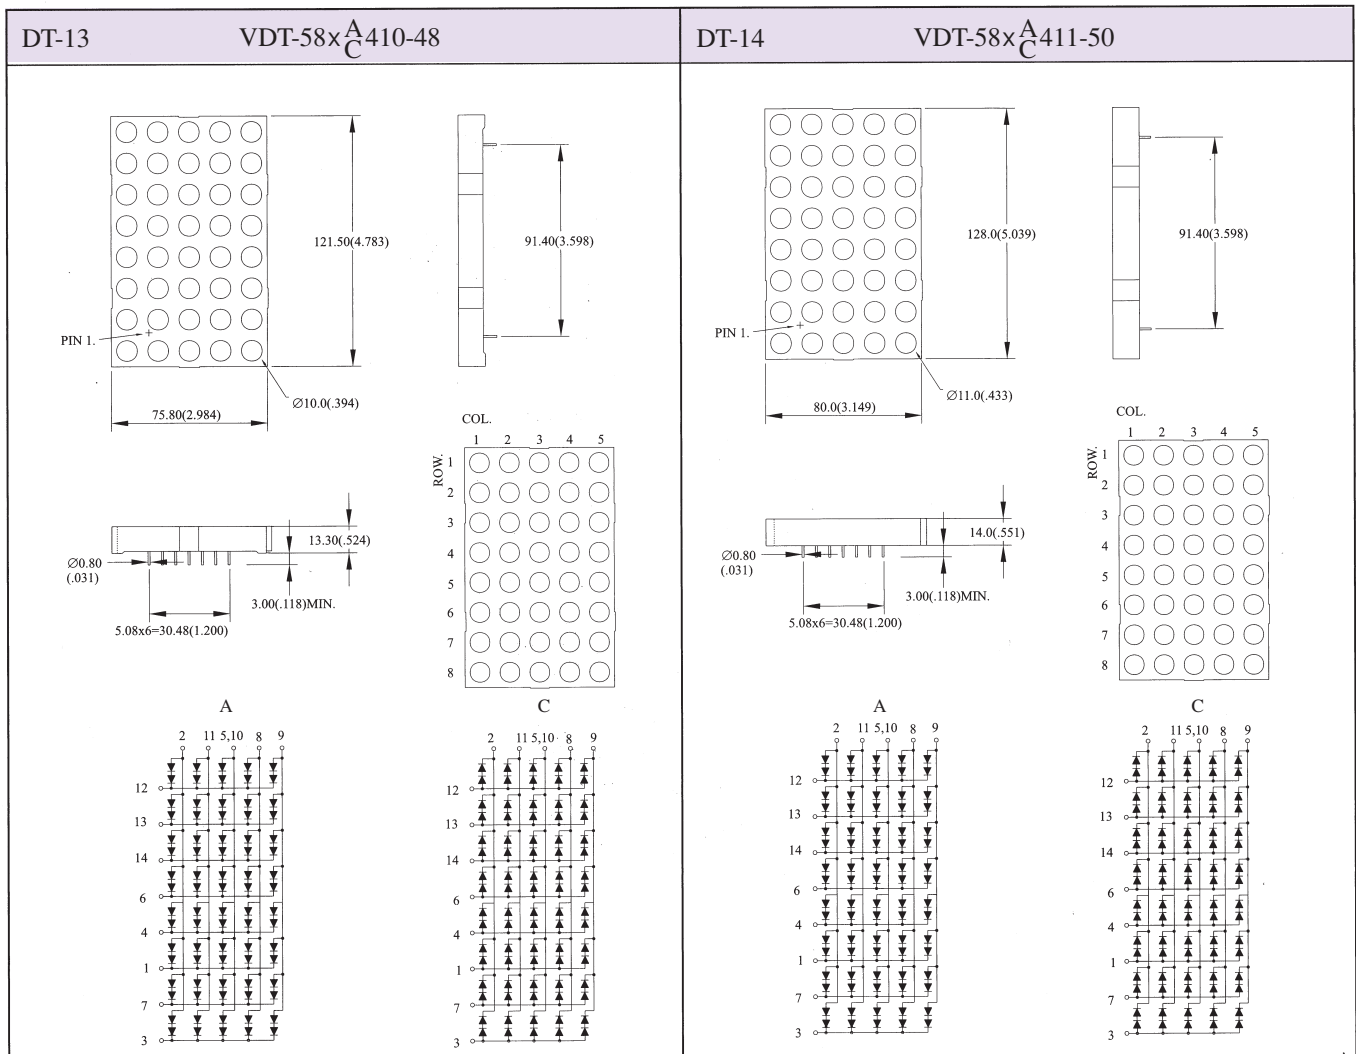 DT-13 VDT-58xA/C410-48
DT-14 VDT-58xA/C411-50
121.50(4.783)
91.40(3.598)
PIN 1.
Ø10.0(.394)
75.80(2.984)
COL.
1 2 3 4 5
ROW.
1
2
3
4
5
6
7
8
13.30(.524)
Ø0.80
(.031)
3.00(.118)MIN.
5.08x6=30.48(1.200)
A
2 11 5,10 8 9
12
13
14
6
4
1
7
3
C
2 11 5,10 8 9
12
13
14
6
4
1
7
3
128.0(5.039)
91.40(3.598)
PIN 1.
Ø11.0(.433)
80.0(3.149)
COL.
1 2 3 4 5
ROW.
1
2
3
4
5
6
7
8
14.0(.551)
Ø0.80
(.031)
3.00(.118)MIN.
5.08x6=30.48(1.200)
A
2 11 5,10 8 9
12
13
14
6
4
1
7
3
C
2 11 5,10 8 9
12
13
14
6
4
1
7
3